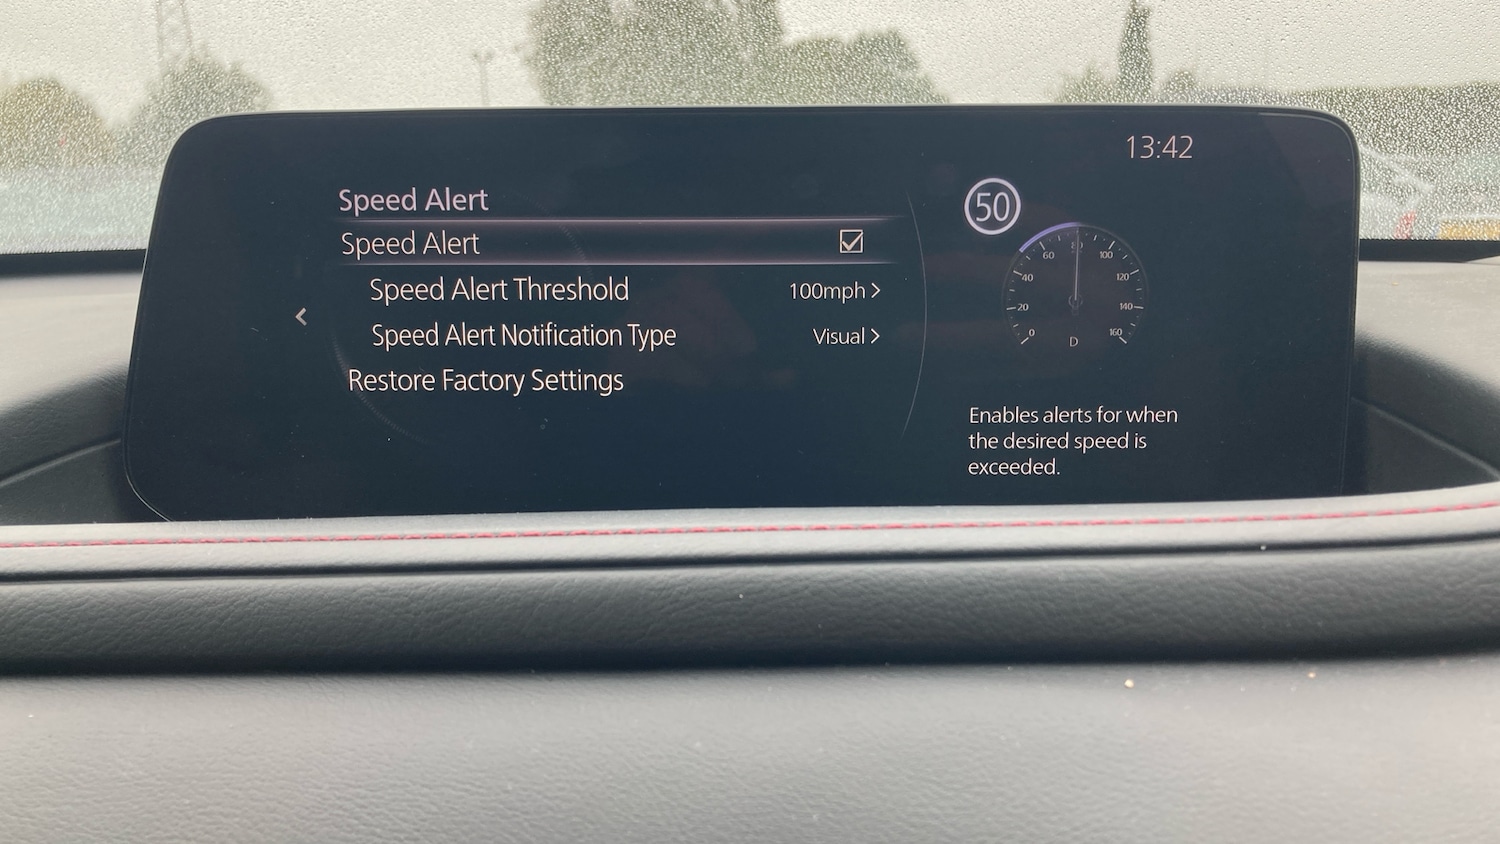 13:42
Speed Alert
Speed Alert
Speed Alert Threshold 100mph
Speed Alert Notification Type Visual
Restore Factory Settings
50
0 20 40 60 80 100 120 140 160
D
Enables alerts for when
the desired speed is
exceeded.